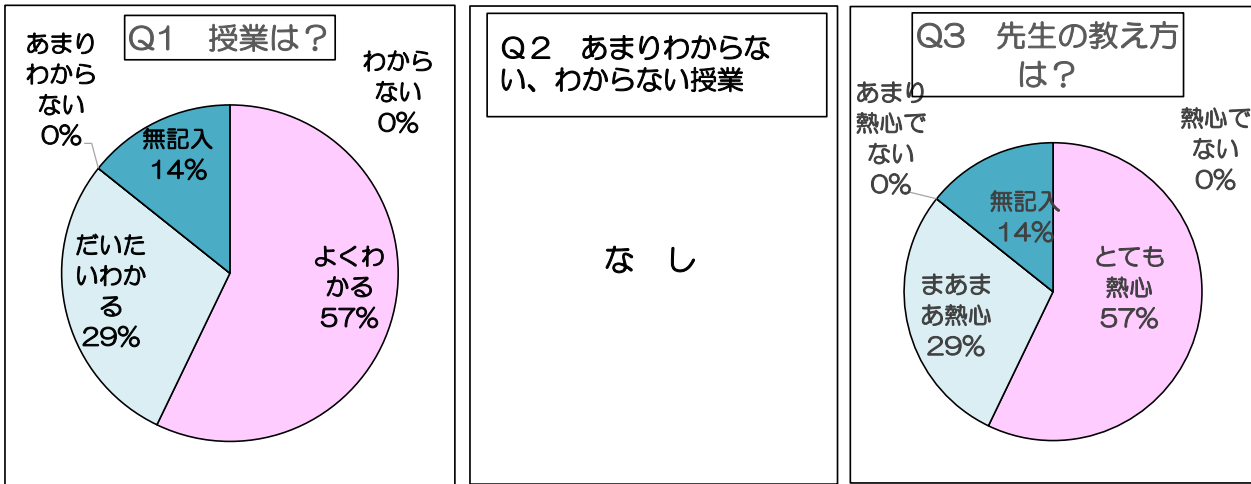 Q1　授業は？
あまり
わから
ない
0%
わから
ない
0%
無記入
14%
だいた
いわか
る
29%
よくわ
かる
57%
Q２　あまりわからな
い、わからない授業
な　し
Q3　先生の教え方
は？
あまり
熱心で
ない
0%
熱心で
ない
0%
無記入
14%
まあま
あ熱心
29%
とても
熱心
57%